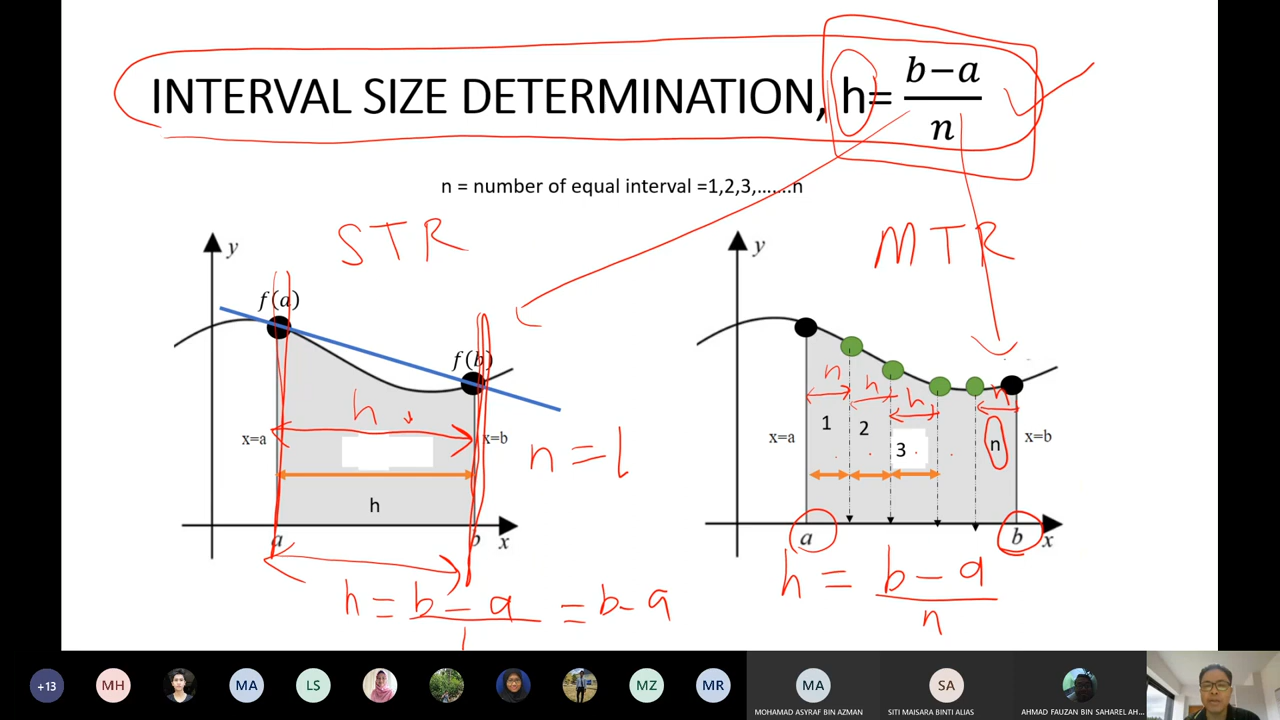 INTERVAL SIZE DETERMINATION, h= b−a / n
n = number of equal interval =1,2,3,.......n
STR
y
f(a)
f(b)
h
x=a
x=b
n = 1
h
a
b
x
h = b - a / 1 = b - a
MTR
y
h h h h
1 2 3 n
x=a
x=b
a
b
x
h = b - a / n
+13
MH
MA
LS
MZ
MR
MA
SA
MOHAMAD ASYRAF BIN AZMAN
SITI MAISARA BINTI ALIAS
AHMAD FAUZAN BIN SAHAREL AH...